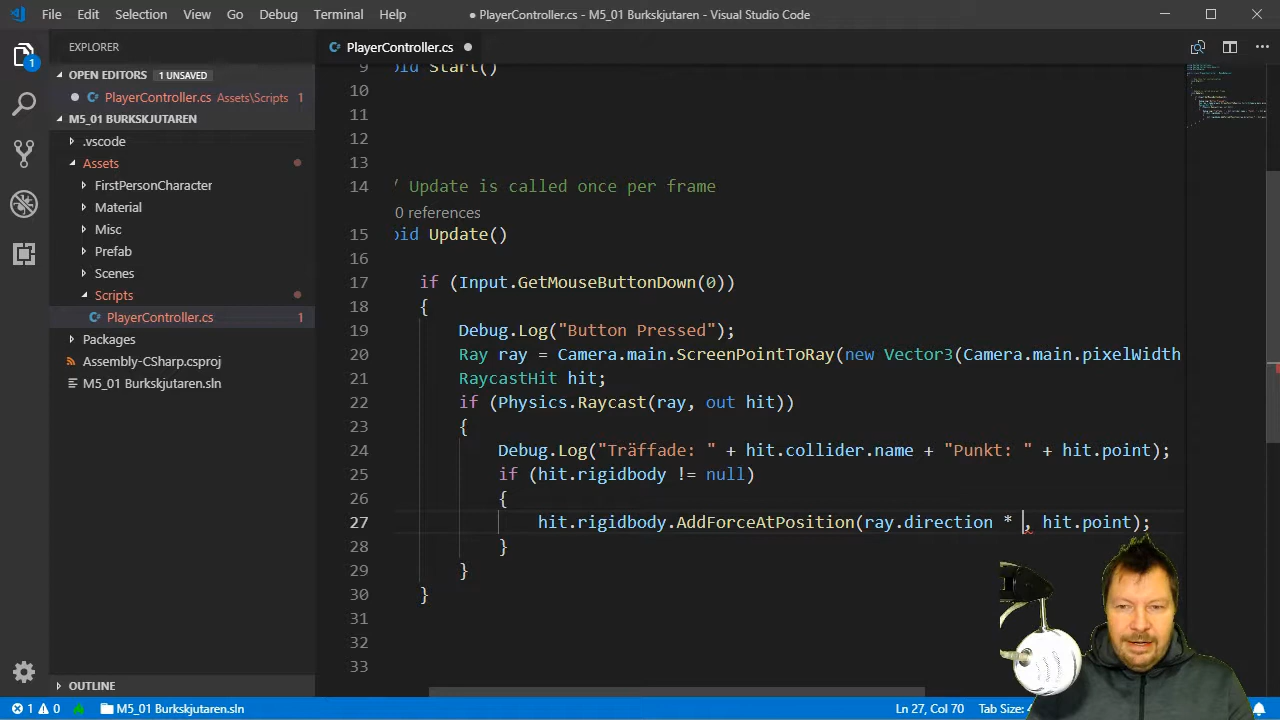 File Edit Selection View Go Debug Terminal Help
● PlayerController.cs - M5_01 Burkskjutaren - Visual Studio Code
1
EXPLORER
OPEN EDITORS 1 UNSAVED
● PlayerController.cs Assets\Scripts 1
M5_01 BURKSKJUTAREN
.vscode
Assets
FirstPersonCharacter
Material
Misc
Prefab
Scenes
Scripts
PlayerController.cs 1
Packages
Assembly-CSharp.csproj
M5_01 Burkskjutaren.sln
OUTLINE
PlayerController.cs
9 oid Start()
10
11
12
13
14 / Update is called once per frame
0 references
15 oid Update()
16
17 if (Input.GetMouseButtonDown(0))
18 {
19 Debug.Log("Button Pressed");
20 Ray ray = Camera.main.ScreenPointToRay(new Vector3(Camera.main.pixelWidth
21 RaycastHit hit;
22 if (Physics.Raycast(ray, out hit))
23 {
24 Debug.Log("Träffade: " + hit.collider.name + "Punkt: " + hit.point);
25 if (hit.rigidbody != null)
26 {
27 hit.rigidbody.AddForceAtPosition(ray.direction * , hit.point);
28 }
29 }
30 }
31
32
33
1 0 M5_01 Burkskjutaren.sln
Ln 27, Col 70 Tab Size: 4